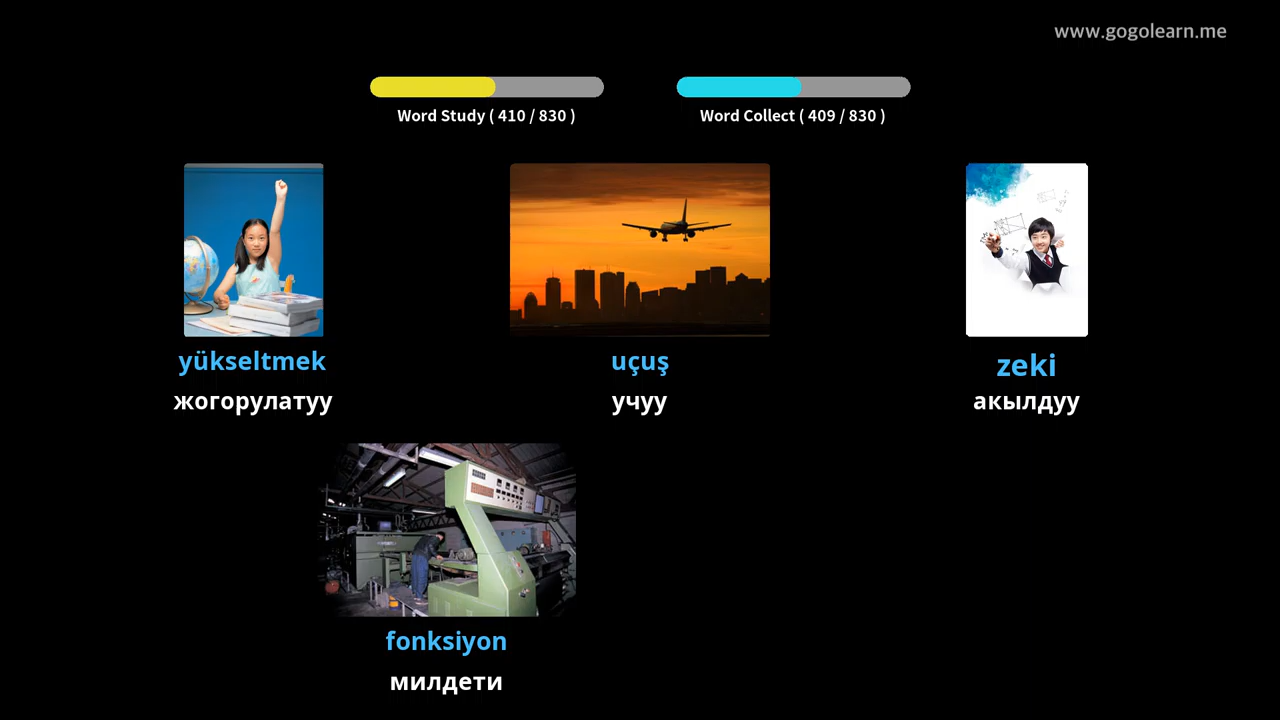 www.gogolearn.me
Word Study ( 410 / 830 )
Word Collect ( 409 / 830 )
yükseltmek
жогорулатуу
uçuş
учуу
zeki
акылдуу
fonksiyon
милдети